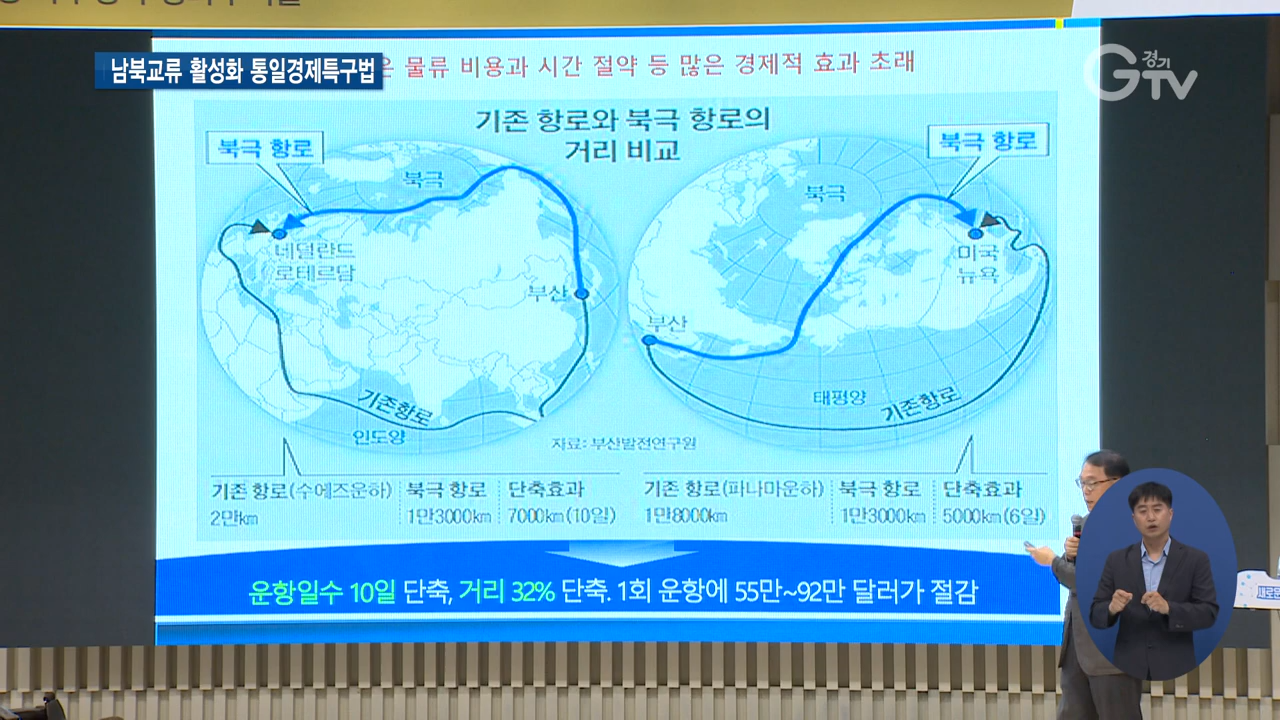 남북교류 활성화 통일경제특구법
은 물류 비용과 시간 절약 등 많은 경제적 효과 초래
경기
GTV
기존 항로와 북극 항로의
거리 비교
북극 항로
북극
네덜란드
로테르담
부산
기존항로
인도양
북극 항로
북극
미국
뉴욕
부산
태평양
기존항로
자료: 부산발전연구원
기존 항로(수에즈운하) 북극 항로 단축효과
2만km 1만3000km 7000km(10일)
기존 항로(파나마운하) 북극 항로 단축효과
1만8000km 1만3000km 5000km(6일)
운항일수 10일 단축, 거리 32% 단축. 1회 운항에 55만~92만 달러가 절감